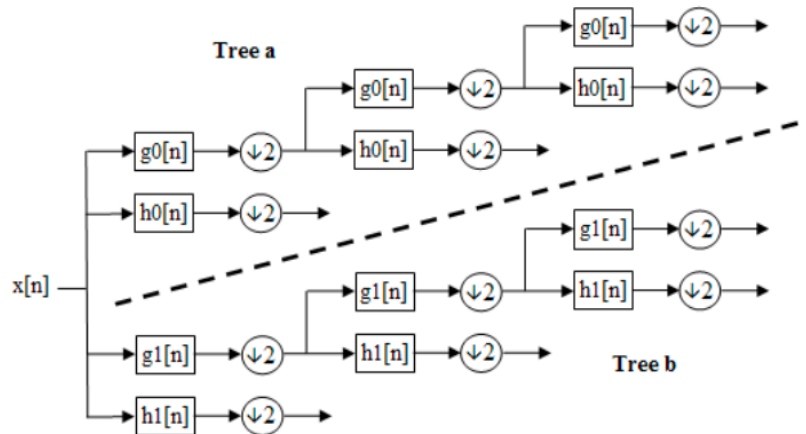 g0[n] ↓2
Tree a
g0[n] ↓2 h0[n] ↓2
g0[n] ↓2 h0[n] ↓2
h0[n] ↓2
g1[n] ↓2
x[n] g1[n] ↓2 h1[n] ↓2
g1[n] ↓2 h1[n] ↓2
Tree b
h1[n] ↓2